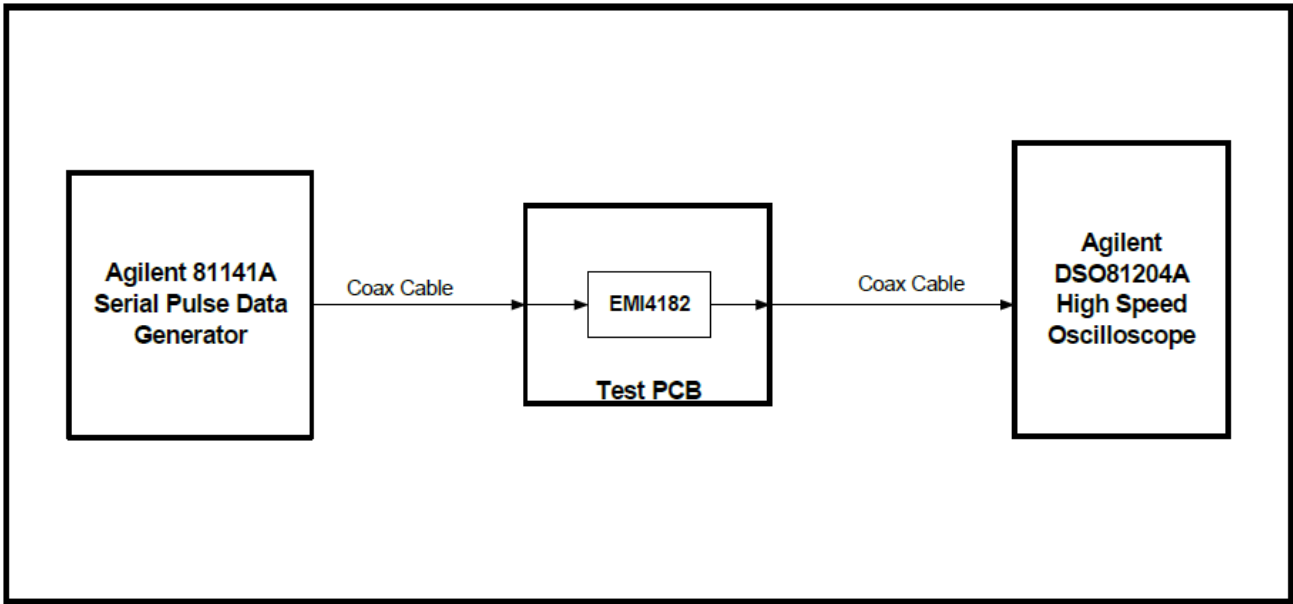 Agilent 81141A
Serial Pulse Data
Generator
Coax Cable
EMI4182
Test PCB
Coax Cable
Agilent
DSO81204A
High Speed
Oscilloscope